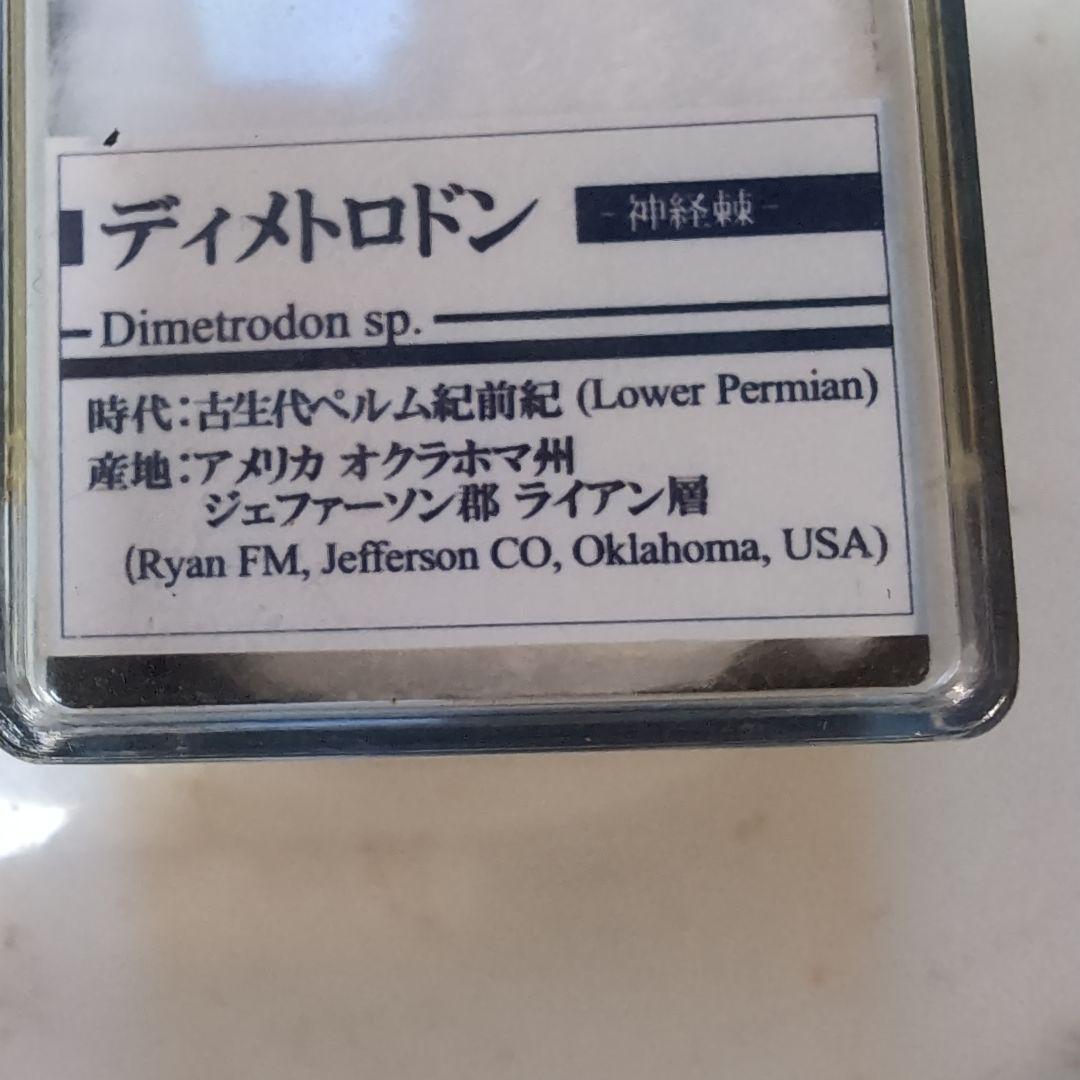 ディメトロドン -神経棘-
Dimetrodon sp.
時代:古生代ペルム紀前紀 (Lower Permian)
産地:アメリカ オクラホマ州
ジェファーソン郡 ライアン層
(Ryan FM, Jefferson CO, Oklahoma, USA)